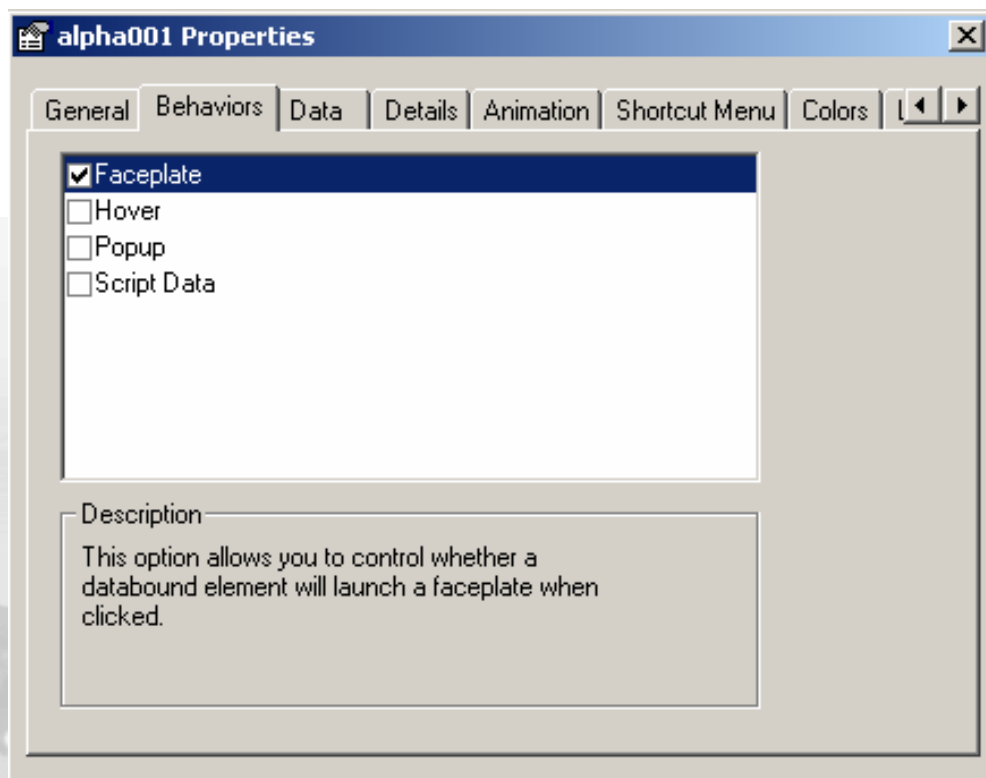 alpha001 Properties
General Behaviors Data Details Animation Shortcut Menu Colors
Faceplate
Hover
Popup
Script Data
Description
This option allows you to control whether a
databound element will launch a faceplate when
clicked.